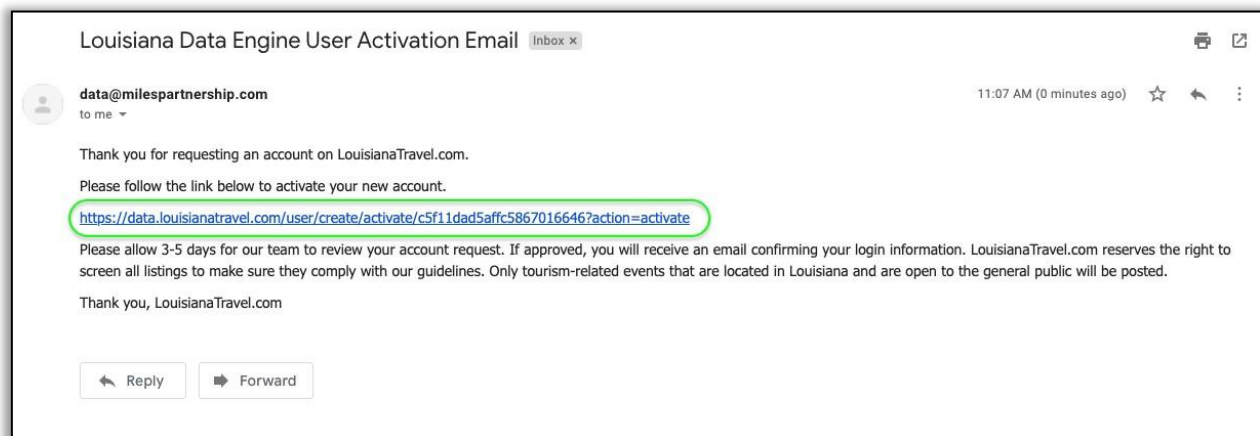 Louisiana Data Engine User Activation Email Inbox ×
data@milespartnership.com 11:07 AM (0 minutes ago)
to me
Thank you for requesting an account on LouisianaTravel.com.
Please follow the link below to activate your new account.
https://data.louisianatravel.com/user/create/activate/c5f11dad5affc5867016646?action=activate
Please allow 3-5 days for our team to review your account request. If approved, you will receive an email confirming your login information. LouisianaTravel.com reserves the right to
screen all listings to make sure they comply with our guidelines. Only tourism-related events that are located in Louisiana and are open to the general public will be posted.
Thank you, LouisianaTravel.com
Reply Forward